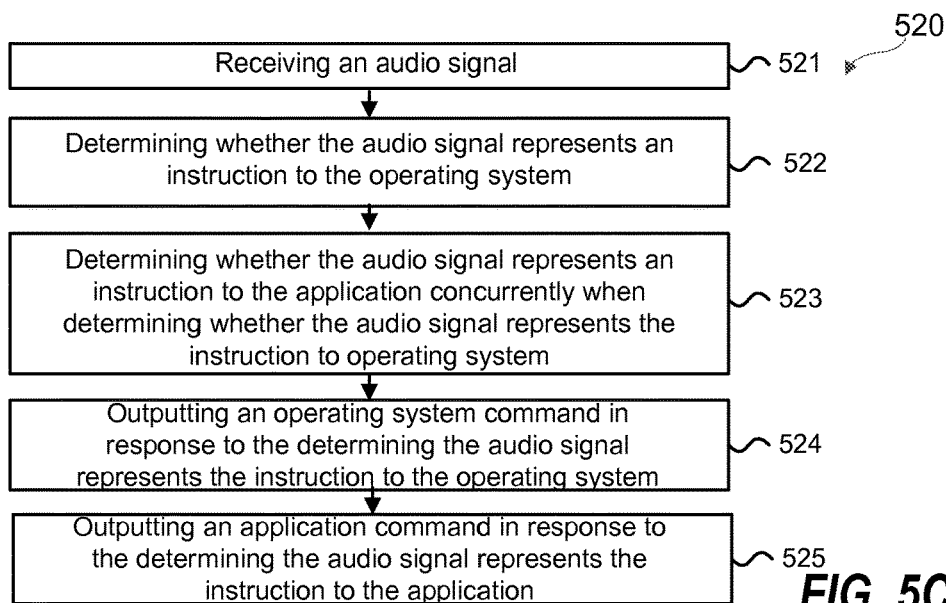 520
Receiving an audio signal
521
Determining whether the audio signal represents an
instruction to the operating system
522
Determining whether the audio signal represents an
instruction to the application concurrently when
determining whether the audio signal represents the
instruction to operating system
523
Outputting an operating system command in
response to the determining the audio signal
represents the instruction to the operating system
524
Outputting an application command in response to
the determining the audio signal represents the
instruction to the application
525
FIG. 5C